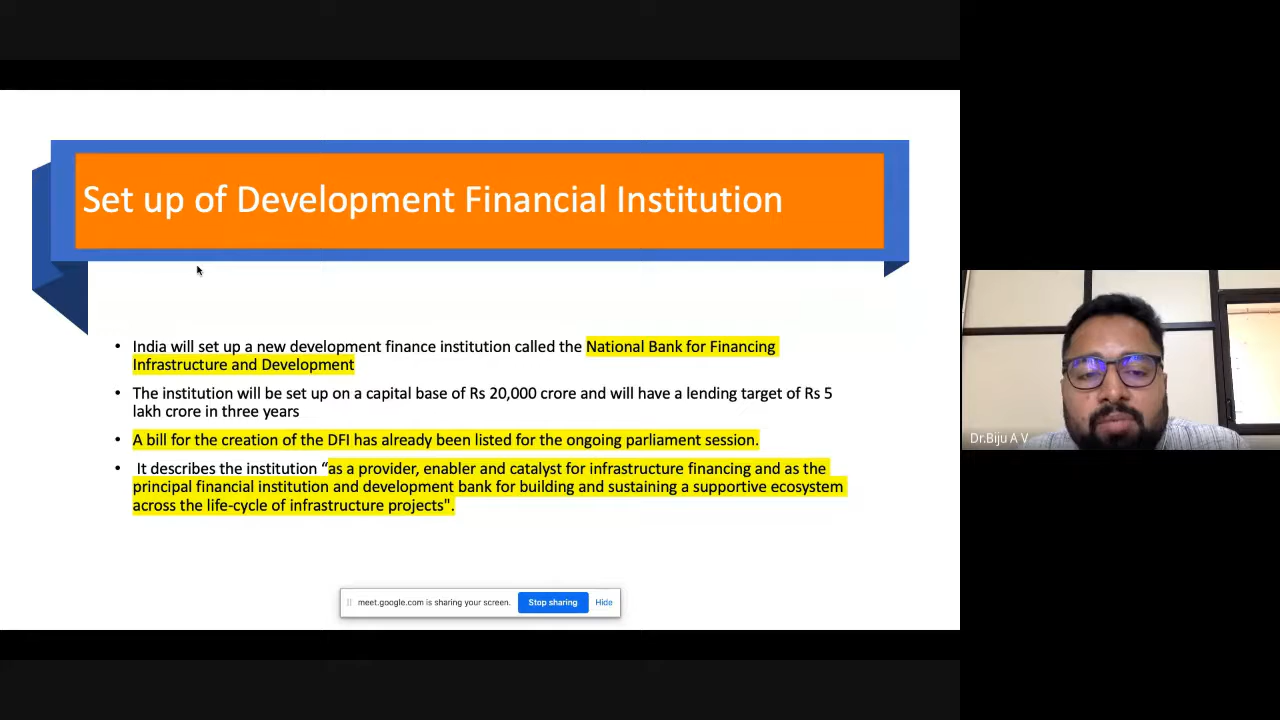 Set up of Development Financial Institution
• India will set up a new development finance institution called the National Bank for Financing
Infrastructure and Development
• The institution will be set up on a capital base of Rs 20,000 crore and will have a lending target of Rs 5
lakh crore in three years
• A bill for the creation of the DFI has already been listed for the ongoing parliament session.
• It describes the institution “as a provider, enabler and catalyst for infrastructure financing and as the
principal financial institution and development bank for building and sustaining a supportive ecosystem
across the life-cycle of infrastructure projects".
meet.google.com is sharing your screen. Stop sharing Hide
Dr.Biju A V